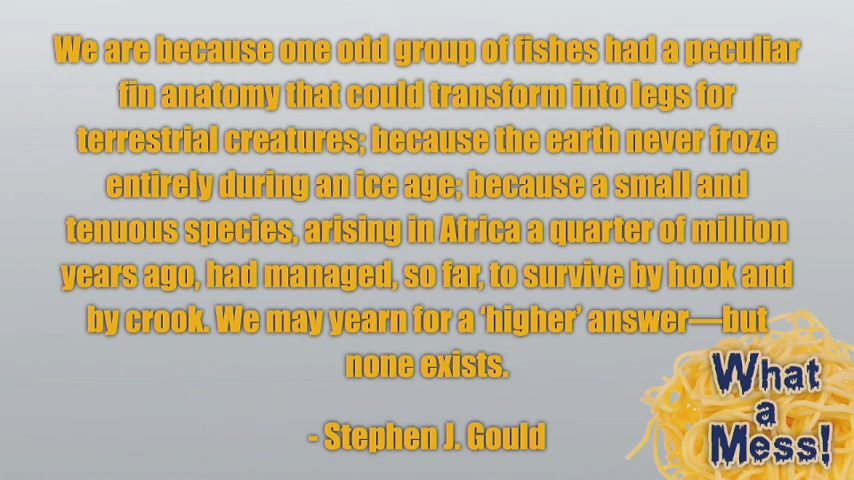 We are because one odd group of fishes had a peculiar
fin anatomy that could transform into legs for
terrestrial creatures; because the earth never froze
entirely during an ice age; because a small and
tenuous species, arising in Africa a quarter of million
years ago, had managed, so far, to survive by hook and
by crook. We may yearn for a ‘higher’ answer—but
none exists.
- Stephen J. Gould
What
a
Mess!